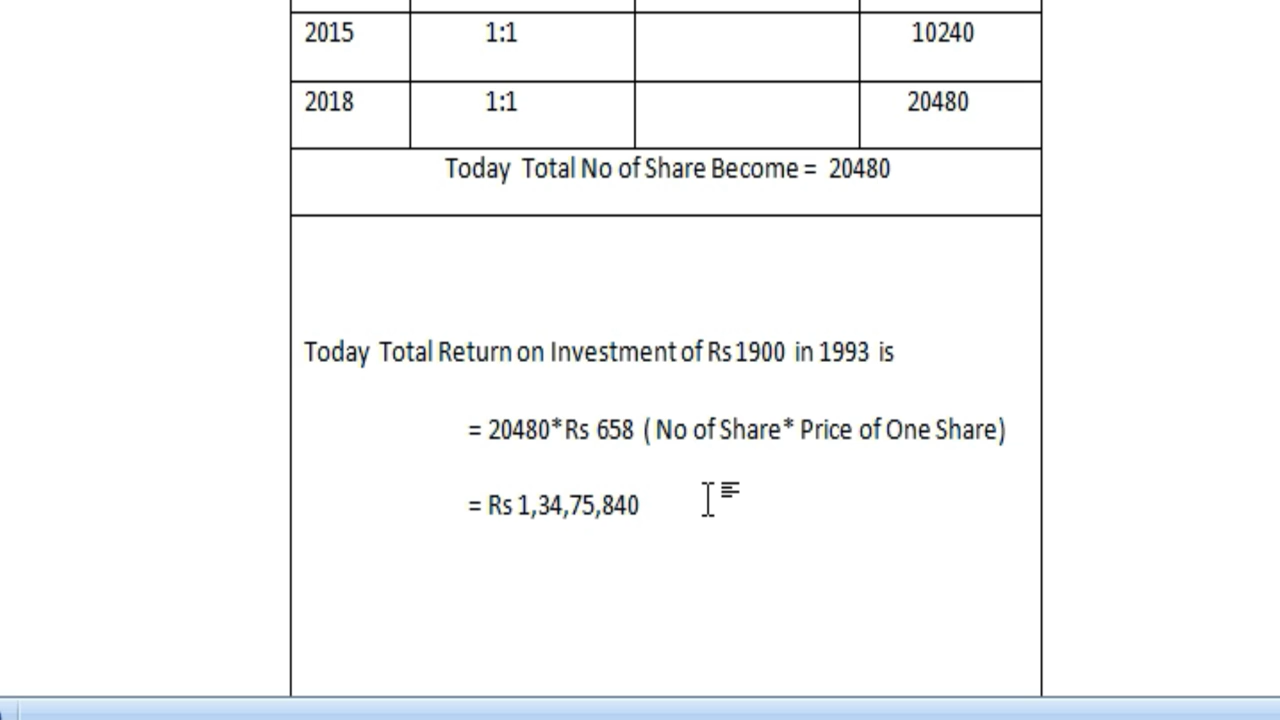 2015 1:1 10240
2018 1:1 20480
Today Total No of Share Become = 20480
Today Total Return on Investment of Rs 1900 in 1993 is
= 20480*Rs 658 ( No of Share* Price of One Share)
= Rs 1,34,75,840